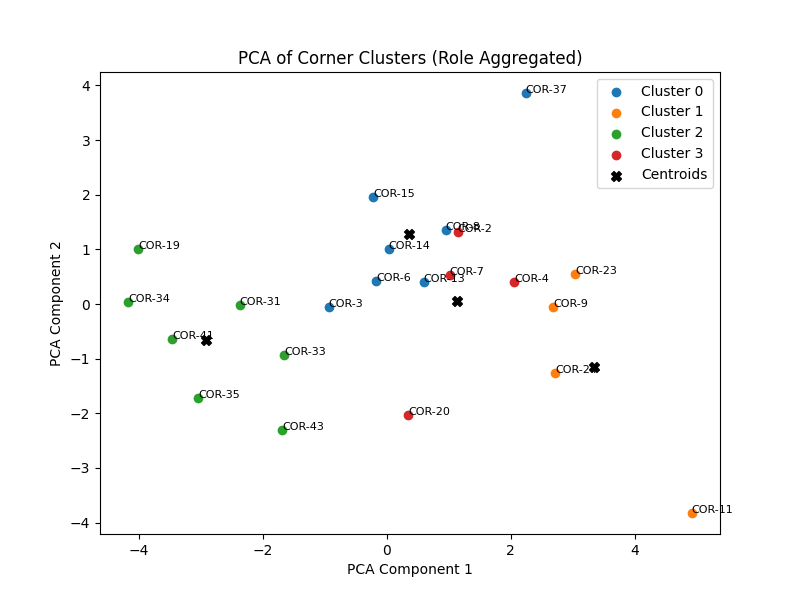 PCA of Corner Clusters (Role Aggregated)
Cluster 0
Cluster 1
Cluster 2
Cluster 3
Centroids
COR-37
COR-15
COR-8
COR-2
COR-14
COR-19
COR-7
COR-23
COR-6
COR-13
COR-4
COR-34
COR-31
COR-3
COR-9
COR-41
COR-33
COR-35
COR-20
COR-43
COR-11
4
3
2
1
0
−1
−2
−3
−4
PCA Component 2
−4
−2
0
2
4
PCA Component 1